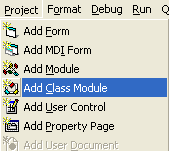 Project Format Debug Run
Add Form
Add MDI Form
Add Module
Add Class Module
Add User Control
Add Property Page
Add User Document